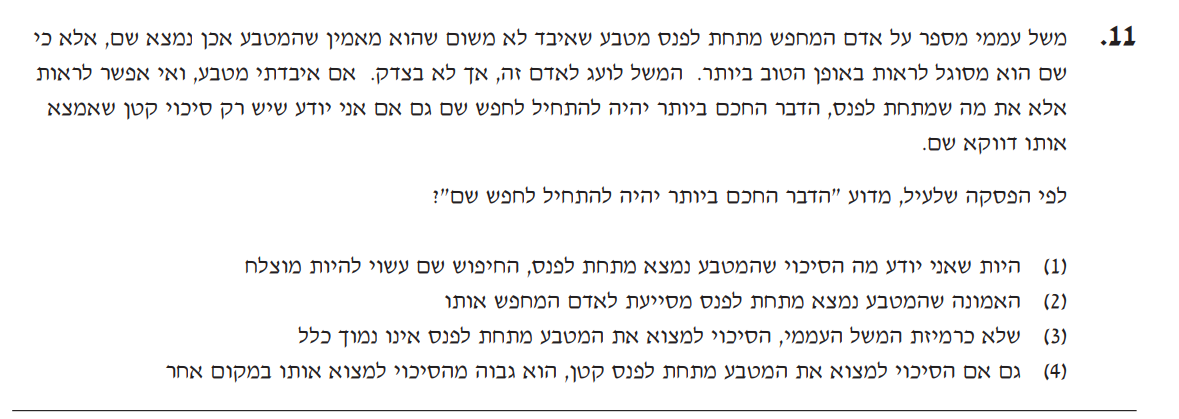 11. משל עממי מספר על אדם המחפש מתחת לפנס מטבע שאיבד לא משום שהוא מאמין שהמטבע אכן נמצא שם, אלא כי
שם הוא מסוגל לראות באופן הטוב ביותר. המשל לועג לאדם זה, אך לא בצדק. אם איבדתי מטבע, ואי אפשר לראות
אלא את מה שמתחת לפנס, הדבר החכם ביותר יהיה להתחיל לחפש שם גם אם אני יודע שיש רק סיכוי קטן שאמצא
אותו דווקא שם.
לפי הפסקה שלעיל, מדוע "הדבר החכם ביותר יהיה להתחיל לחפש שם"?
(1) היות שאני יודע מה הסיכוי שהמטבע נמצא מתחת לפנס, החיפוש שם עשוי להיות מוצלח
(2) האמונה שהמטבע נמצא מתחת לפנס מסייעת לאדם המחפש אותו
(3) שלא כרמיזת המשל העממי, הסיכוי למצוא את המטבע מתחת לפנס אינו נמוך כלל
(4) גם אם הסיכוי למצוא את המטבע מתחת לפנס קטן, הוא גבוה מהסיכוי למצוא אותו במקום אחר